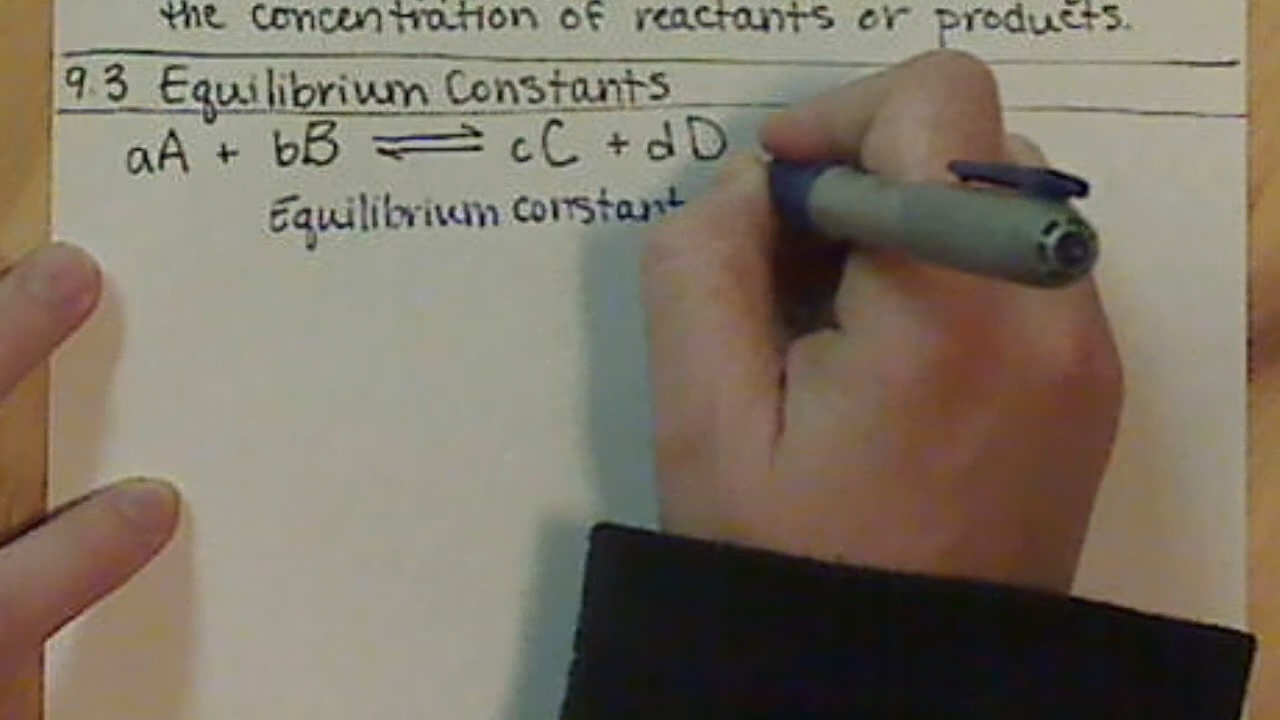 the concentration of reactants or products.
9.3 Equilibrium Constants
aA + bB ⇌ cC + dD
Equilibrium constant